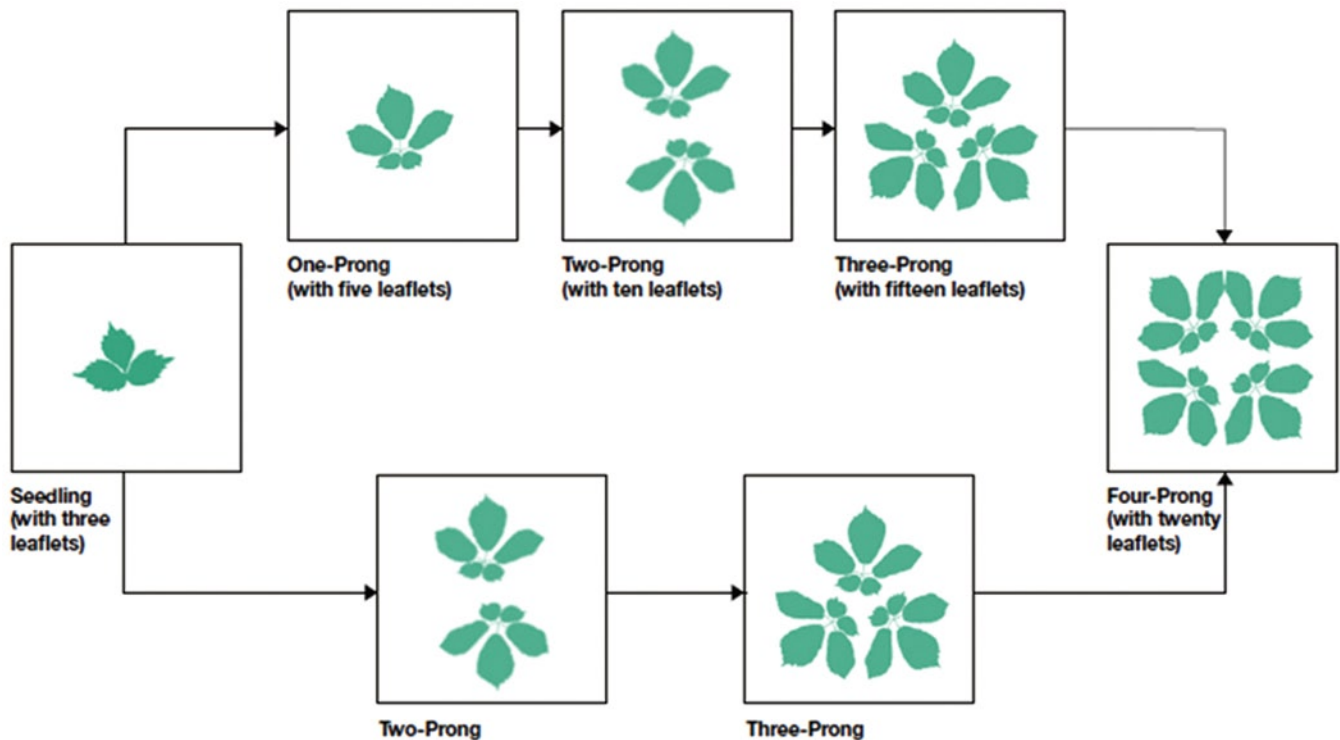 One-Prong
(with five leaflets)
Two-Prong
(with ten leaflets)
Three-Prong
(with fifteen leaflets)
Seedling
(with three
leaflets)
Four-Prong
(with twenty
leaflets)
Two-Prong
Three-Prong